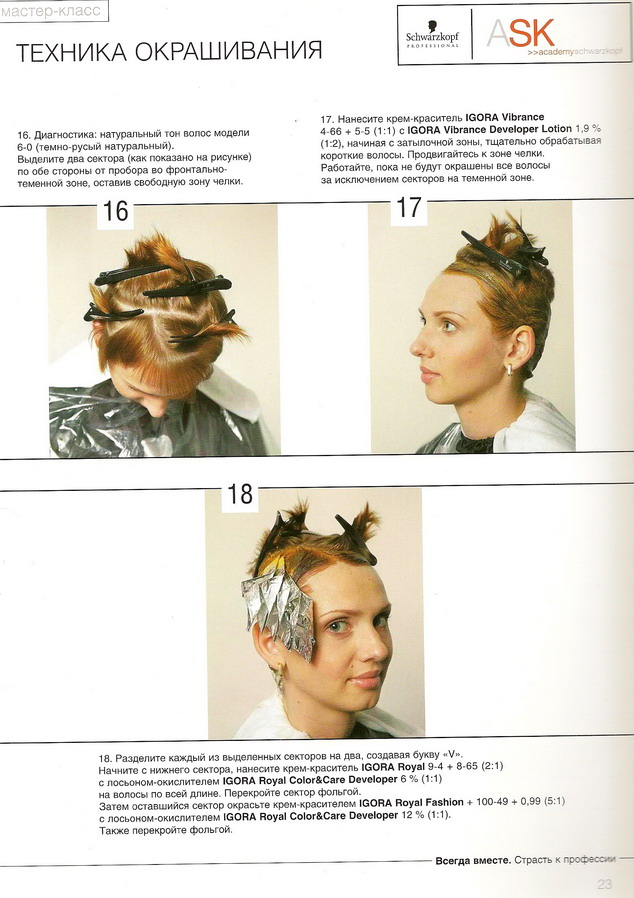 мастер-класс
Schwarzkopf
PROFESSIONAL
ASK
>>academyschwarzkopf
ТЕХНИКА ОКРАШИВАНИЯ
16. Диагностика: натуральный тон волос модели
6-0 (темно-русый натуральный).
Выделите два сектора (как показано на рисунке)
по обе стороны от пробора во фронтально-
теменной зоне, оставив свободную зону челки.
17. Нанесите крем-краситель IGORA Vibrance
4-66 + 5-5 (1:1) с IGORA Vibrance Developer Lotion 1,9 %
(1:2), начиная с затылочной зоны, тщательно обрабатывая
короткие волосы. Продвигайтесь к зоне челки.
Работайте, пока не будут окрашены все волосы
за исключением секторов на теменной зоне.
16
17
18
18. Разделите каждый из выделенных секторов на два, создавая букву «V».
Начните с нижнего сектора, нанесите крем-краситель IGORA Royal 9-4 + 8-65 (2:1)
с лосьоном-окислителем IGORA Royal Color&Care Developer 6 % (1:1)
на волосы по всей длине. Перекройте сектор фольгой.
Затем оставшийся сектор окрасьте крем-красителем IGORA Royal Fashion + 100-49 + 0,99 (5:1)
с лосьоном-окислителем IGORA Royal Color&Care Developer 12 % (1:1).
Также перекройте фольгой.
Всегда вместе. Страсть к профессии
23